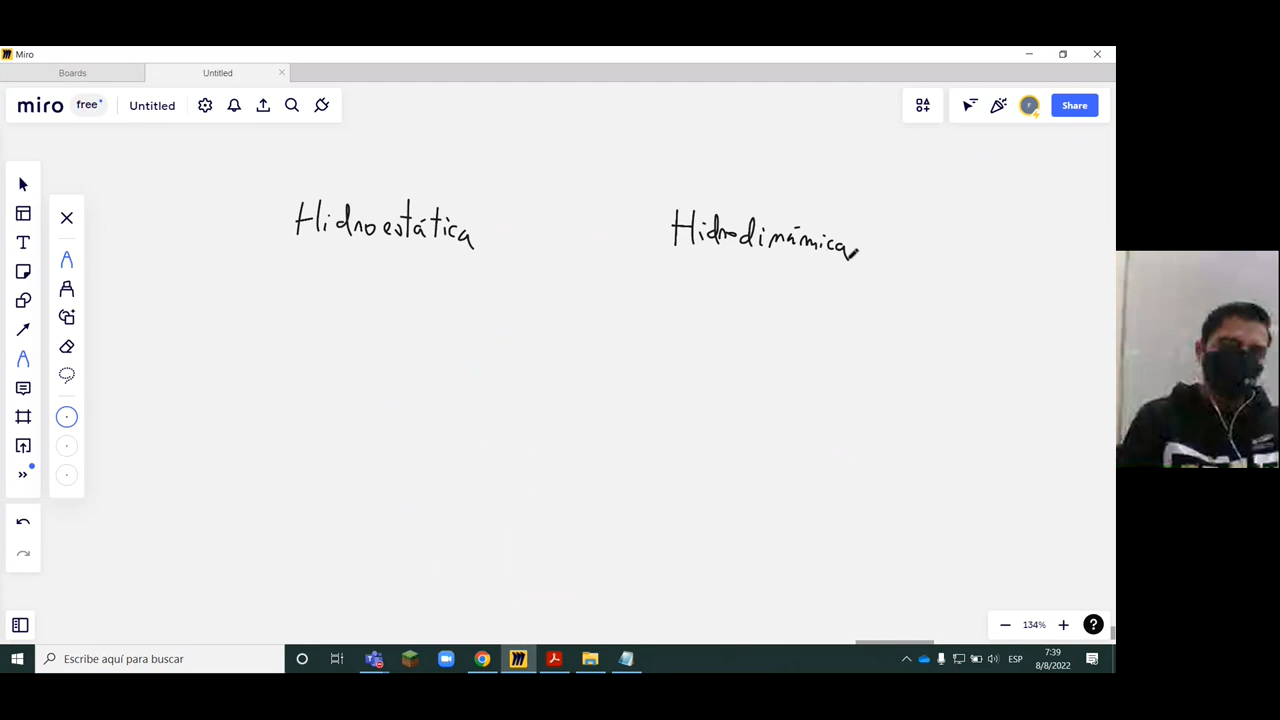 Miro
Boards
Untitled
miro free Untitled
Share
Hidroestática
Hidrodinámica
134%
Escribe aquí para buscar
ESP
7:39
8/8/2022